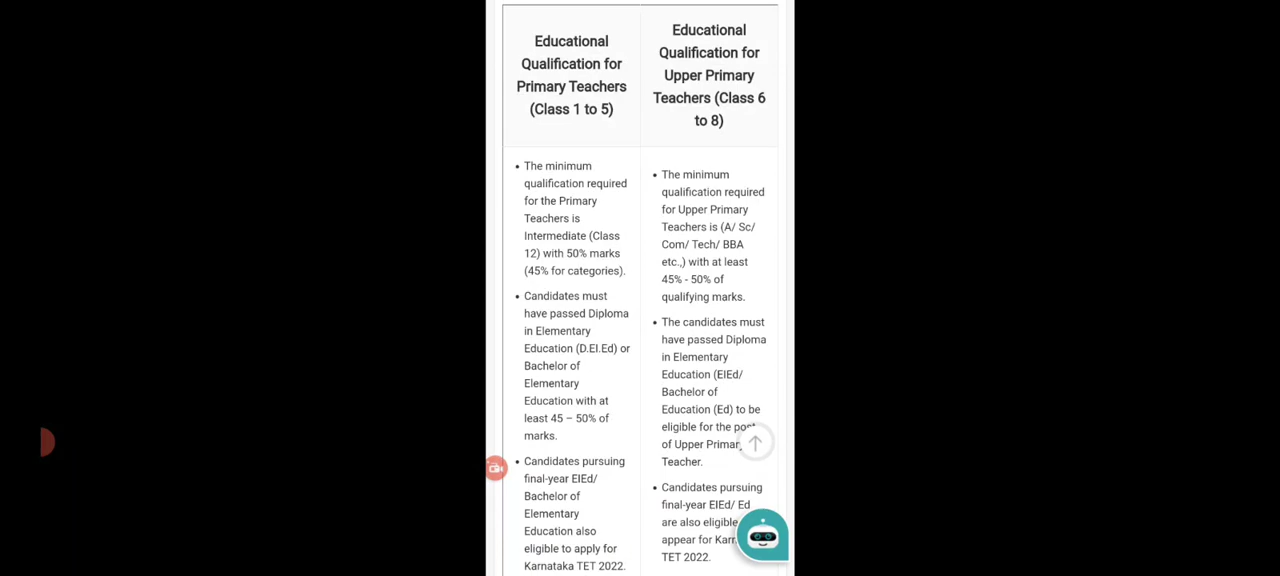 Educational
Qualification for
Primary Teachers
(Class 1 to 5)
Educational
Qualification for
Upper Primary
Teachers (Class 6
to 8)
• The minimum
qualification required
for the Primary
Teachers is
Intermediate (Class
12) with 50% marks
(45% for categories).
• Candidates must
have passed Diploma
in Elementary
Education (D.El.Ed) or
Bachelor of
Elementary
Education with at
least 45 – 50% of
marks.
• Candidates pursuing
final-year ElEd/
Bachelor of
Elementary
Education also
eligible to apply for
Karnataka TET 2022.
• The minimum
qualification required
for Upper Primary
Teachers is (A/ Sc/
Com/ Tech/ BBA
etc.,) with at least
45% - 50% of
qualifying marks.
• The candidates must
have passed Diploma
in Elementary
Education (ElEd/
Bachelor of
Education (Ed) to be
eligible for the post
of Upper Primary
Teacher.
• Candidates pursuing
final-year ElEd/ Ed
are also eligible
appear for
TET 2022.